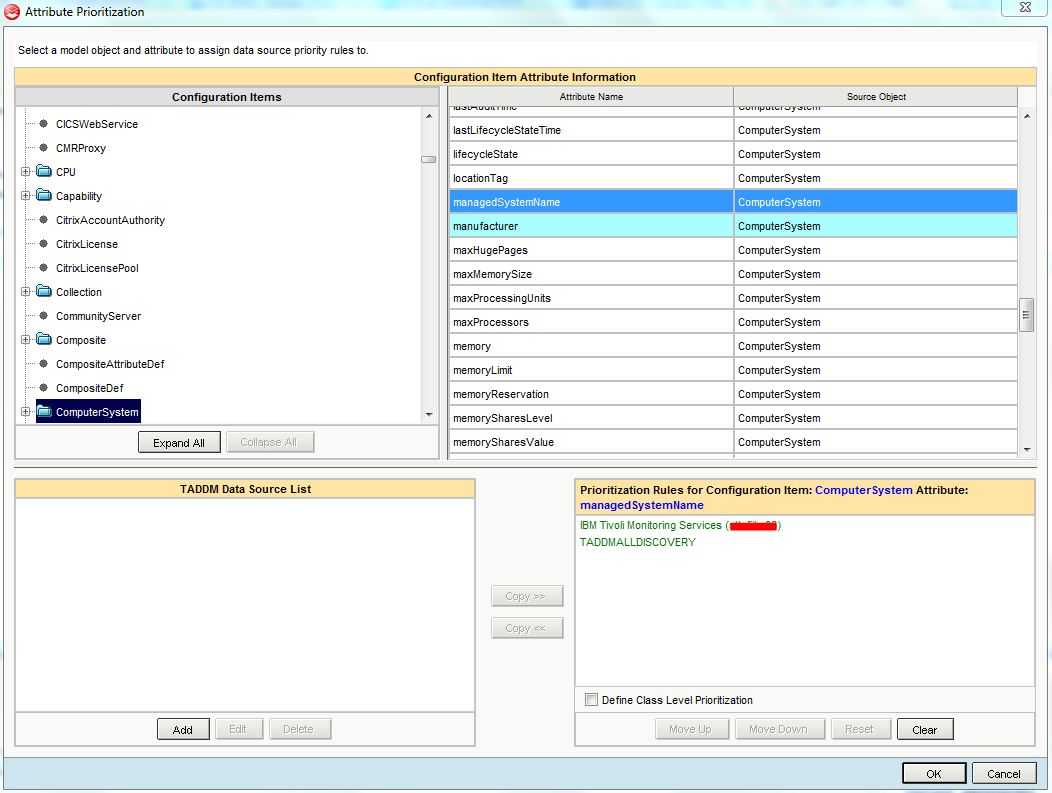 Attribute Prioritization
Select a model object and attribute to assign data source priority rules to.
Configuration Item Attribute Information
Configuration Items
CICSWebService
CMRProxy
CPU
Capability
CitrixAccountAuthority
CitrixLicense
CitrixLicensePool
Collection
CommunityServer
Composite
CompositeAttributeDef
CompositeDef
ComputerSystem
Expand All
Collapse All
Attribute Name Source Object
lastAuditTime ComputerSystem
lastLifecycleStateTime ComputerSystem
lifecycleState ComputerSystem
locationTag ComputerSystem
managedSystemName ComputerSystem
manufacturer ComputerSystem
maxHugePages ComputerSystem
maxMemorySize ComputerSystem
maxProcessingUnits ComputerSystem
maxProcessors ComputerSystem
memory ComputerSystem
memoryLimit ComputerSystem
memoryReservation ComputerSystem
memorySharesLevel ComputerSystem
memorySharesValue ComputerSystem
TADDM Data Source List
Add
Edit
Delete
Copy >>
Copy <<
Prioritization Rules for Configuration Item: ComputerSystem Attribute:
managedSystemName
IBM Tivoli Monitoring Services ( )
TADDMALLDISCOVERY
Define Class Level Prioritization
Move Up
Move Down
Reset
Clear
OK
Cancel